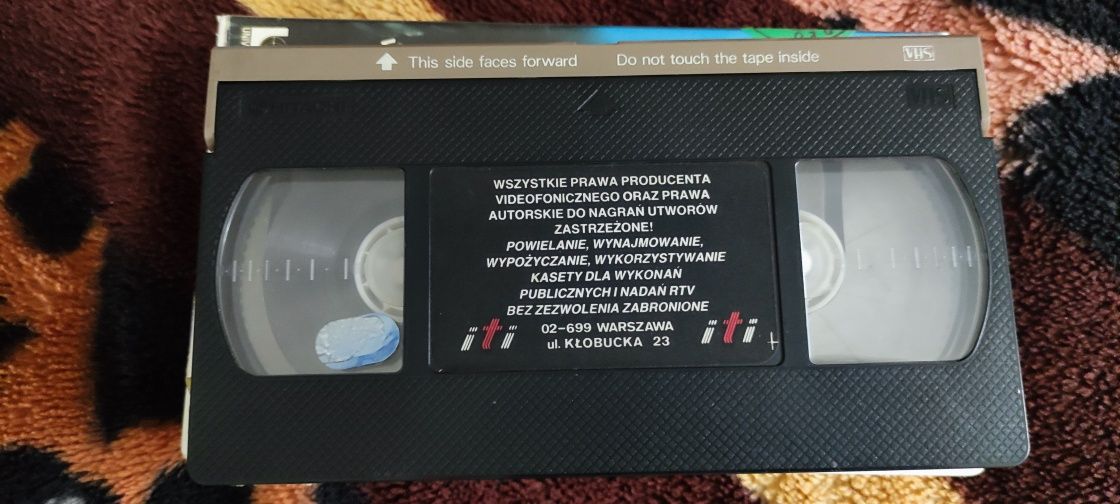 This side faces forward Do not touch the tape inside VHS
VHS
WSZYSTKIE PRAWA PRODUCENTA
VIDEOFONICZNEGO ORAZ PRAWA
AUTORSKIE DO NAGRAŃ UTWORÓW
ZASTRZEŻONE!
POWIELANIE, WYNAJMOWANIE,
WYPOŻYCZANIE, WYKORZYSTYWANIE
KASETY DLA WYKONAŃ
PUBLICZNYCH I NADAŃ RTV
BEZ ZEZWOLENIA ZABRONIONE
iti 02-699 WARSZAWA iti
ul. KŁOBUCKA 23